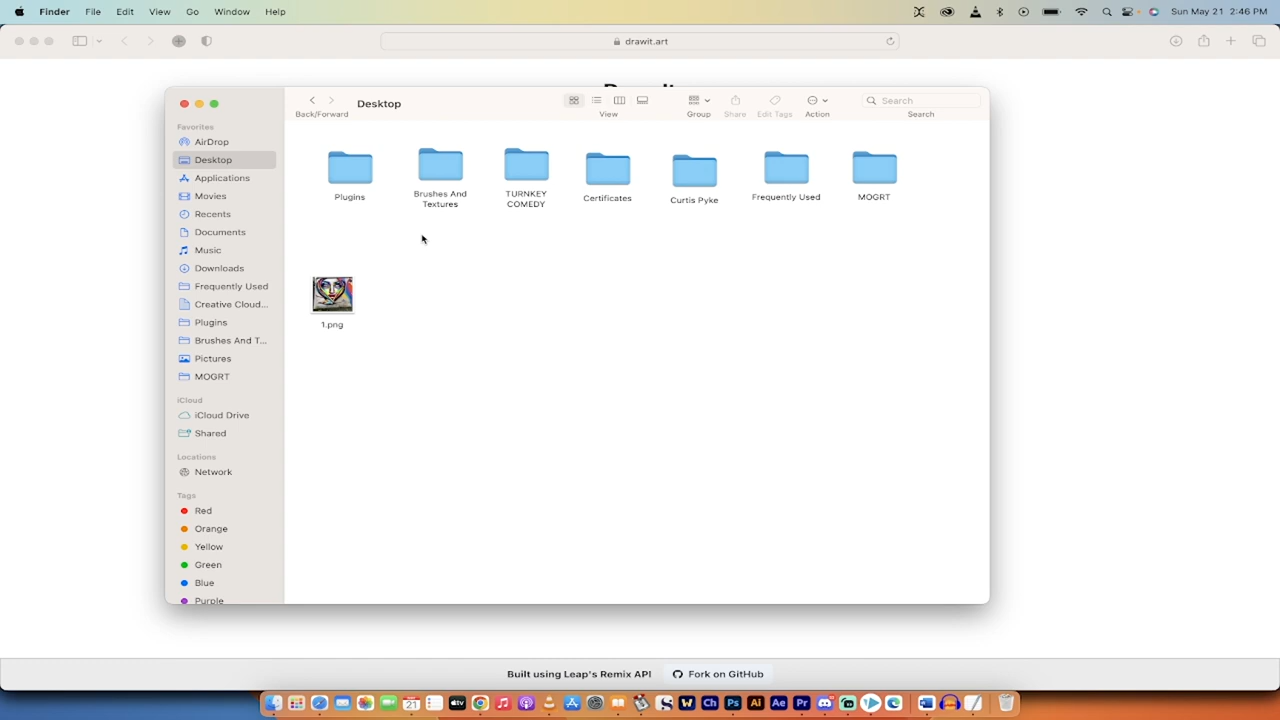 Finder File Edit View Go Window Help Sun May 21 2:46 PM
drawit.art
Desktop
Back/Forward View Group Share Edit Tags Action Search
Search
Favorites
AirDrop
Desktop
Applications
Movies
Recents
Documents
Music
Downloads
Frequently Used
Creative Cloud...
Plugins
Brushes And T...
Pictures
MOGRT
iCloud
iCloud Drive
Shared
Locations
Network
Tags
Red
Orange
Yellow
Green
Blue
Purple
Plugins
Brushes And
Textures
TURNKEY
COMEDY
Certificates
Curtis Pyke
Frequently Used
MOGRT
1.png
Built using Leap's Remix API Fork on GitHub